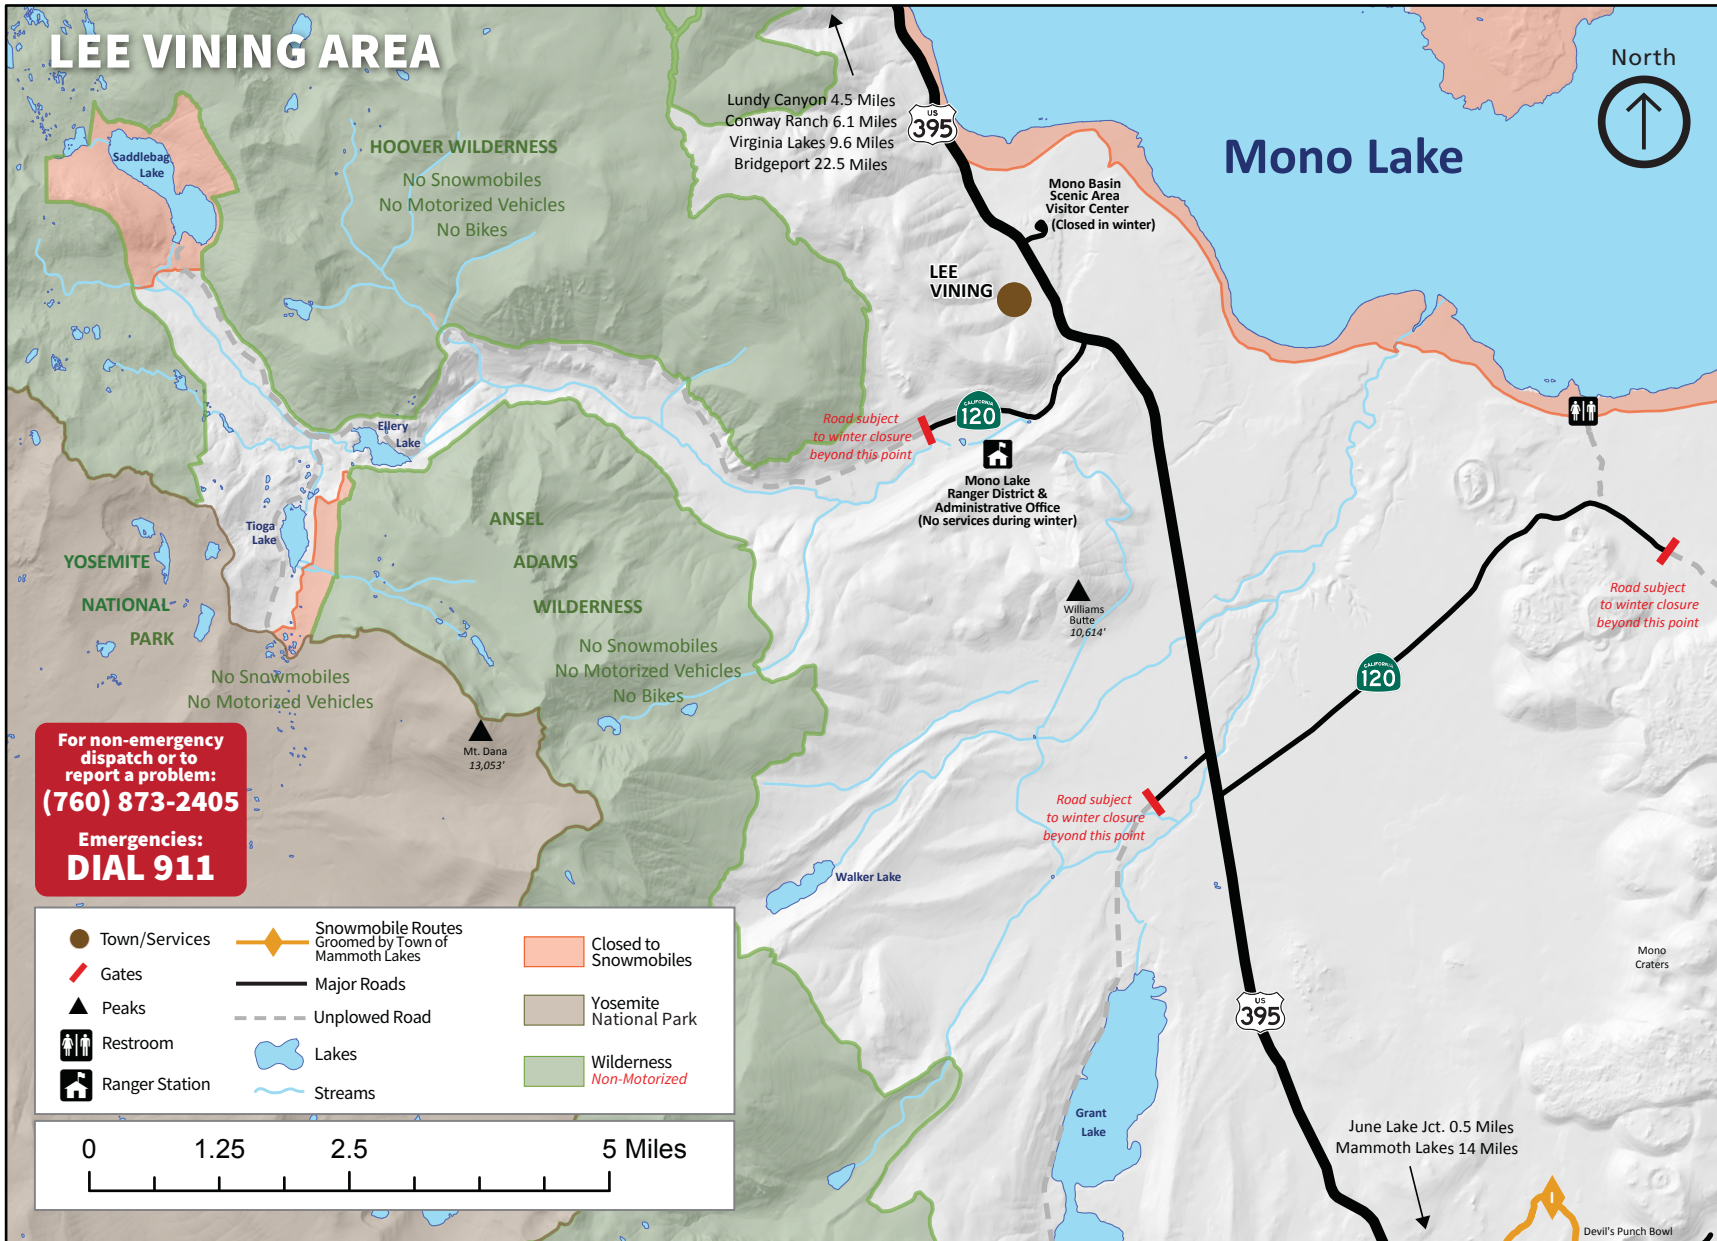 LEE VINING AREA
North
Lundy Canyon 4.5 Miles
Conway Ranch 6.1 Miles
Virginia Lakes 9.6 Miles
Bridgeport 22.5 Miles
US
395
Mono Lake
Saddlebag
Lake
HOOVER WILDERNESS
No Snowmobiles
No Motorized Vehicles
No Bikes
Mono Basin
Scenic Area
Visitor Center
(Closed in winter)
LEE
VINING
Ellery
Lake
Road subject
to winter closure
beyond this point
CALIFORNIA
120
Mono Lake
Ranger District &
Administrative Office
(No services during winter)
Tioga
Lake
ANSEL
ADAMS
WILDERNESS
No Snowmobiles
No Motorized Vehicles
No Bikes
YOSEMITE
NATIONAL
PARK
No Snowmobiles
No Motorized Vehicles
Williams
Butte
10,614'
Road subject
to winter closure
beyond this point
CALIFORNIA
120
Mt. Dana
13,053'
For non-emergency
dispatch or to
report a problem:
(760) 873-2405
Emergencies:
DIAL 911
Road subject
to winter closure
beyond this point
Walker Lake
Mono
Craters
US
395
Grant
Lake
June Lake Jct. 0.5 Miles
Mammoth Lakes 14 Miles
I
Devil's Punch Bowl
Town/Services
Gates
Peaks
Restroom
Ranger Station
Snowmobile Routes
Groomed by Town of
Mammoth Lakes
Major Roads
Unplowed Road
Lakes
Streams
Closed to
Snowmobiles
Yosemite
National Park
Wilderness
Non-Motorized
0 1.25 2.5 5 Miles